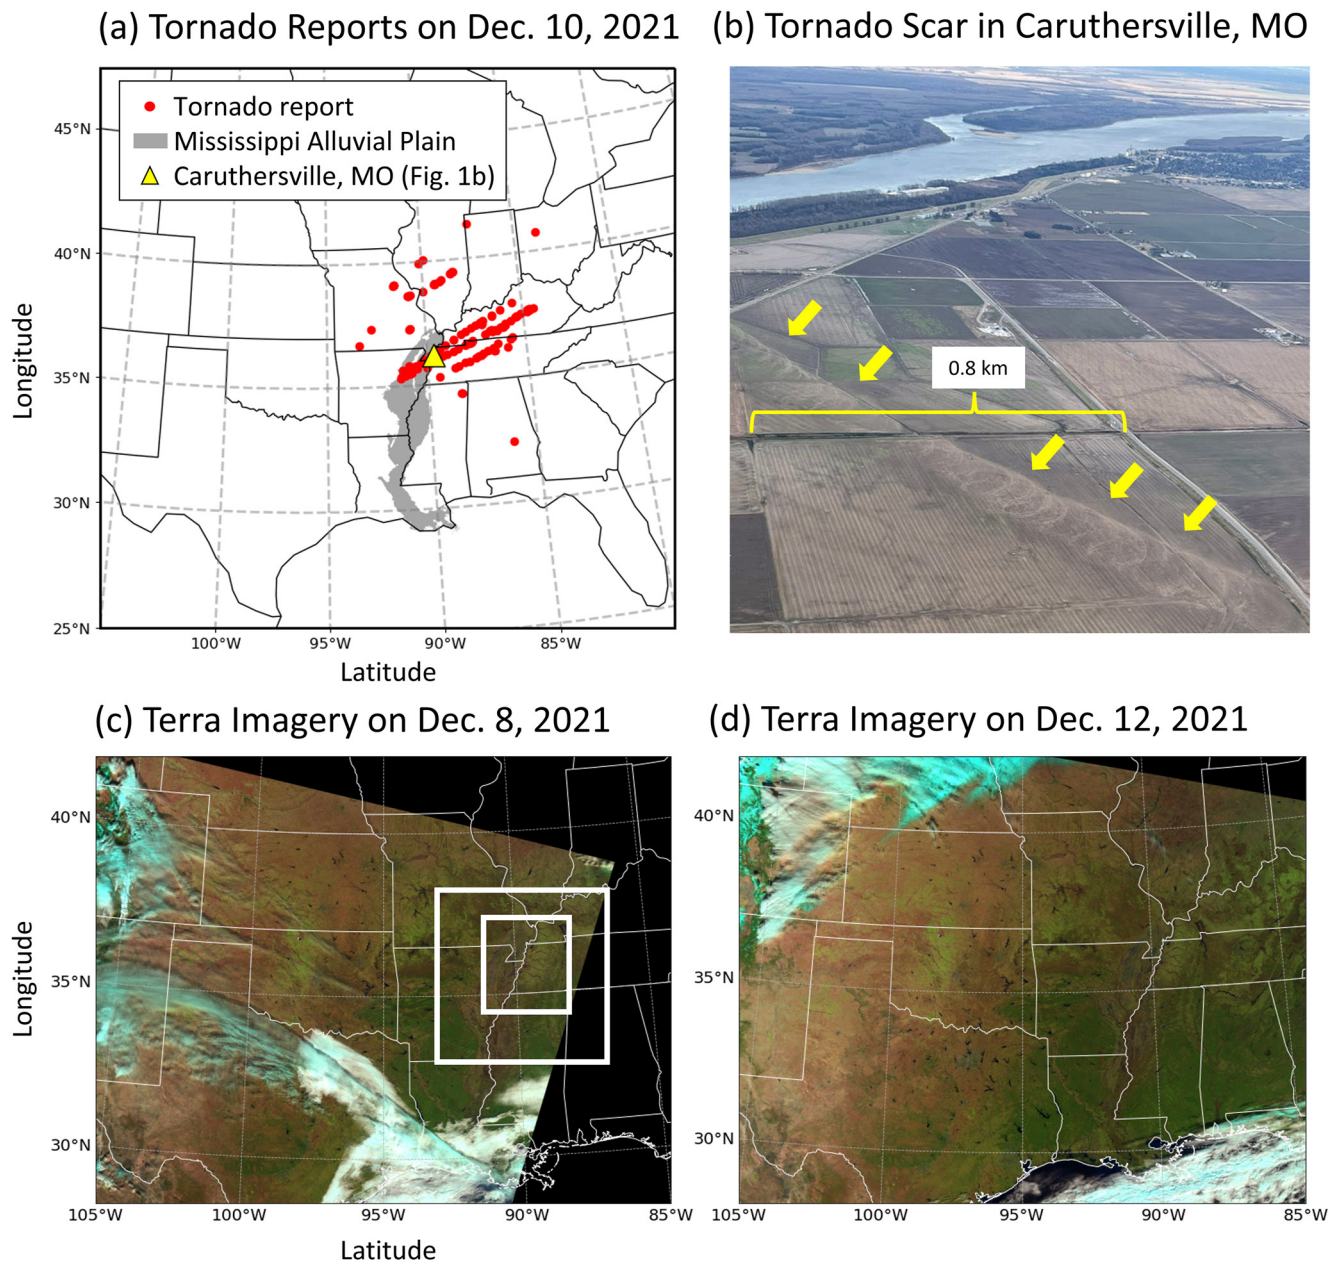 (a) Tornado Reports on Dec. 10, 2021
(b) Tornado Scar in Caruthersville, MO
Tornado report
Mississippi Alluvial Plain
Caruthersville, MO (Fig. 1b)
45°N
40°N
35°N
30°N
25°N
Longitude
100°W
95°W
90°W
85°W
Latitude
0.8 km
(c) Terra Imagery on Dec. 8, 2021
(d) Terra Imagery on Dec. 12, 2021
40°N
35°N
30°N
Longitude
105°W
100°W
95°W
90°W
85°W
Latitude
40°N
35°N
30°N
105°W
100°W
95°W
90°W
85°W